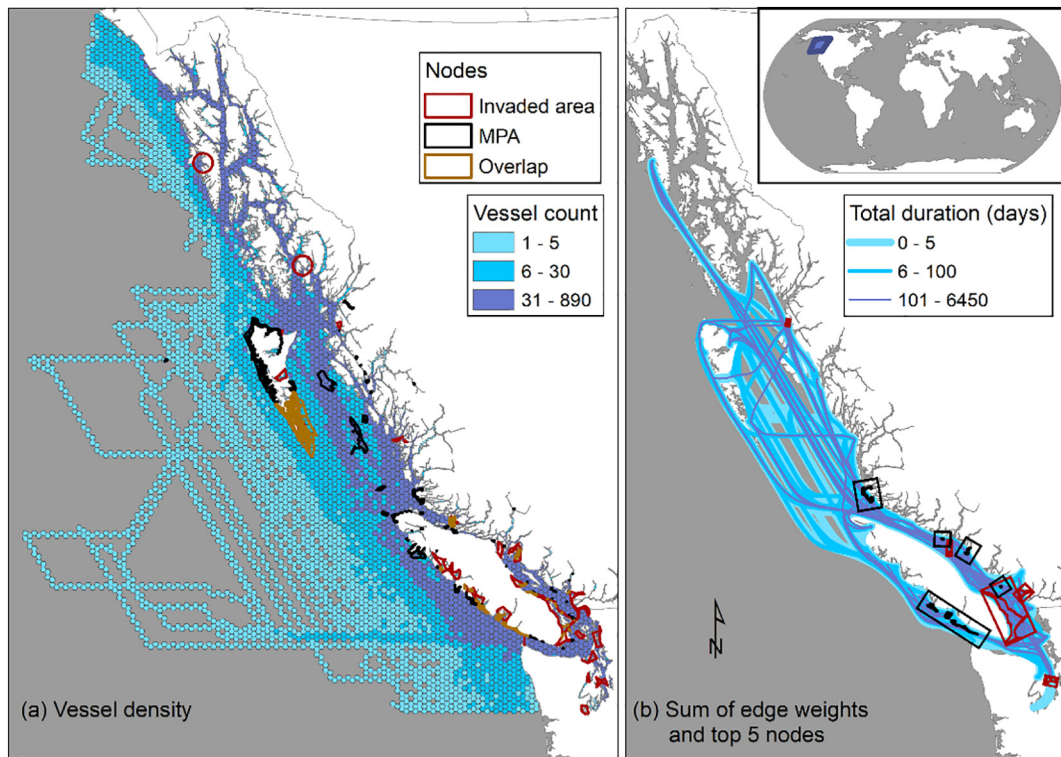 Nodes
Invaded area
MPA
Overlap
Vessel count
1 - 5
6 - 30
31 - 890
(a) Vessel density
Total duration (days)
0 - 5
6 - 100
101 - 6450
N
(b) Sum of edge weights
and top 5 nodes